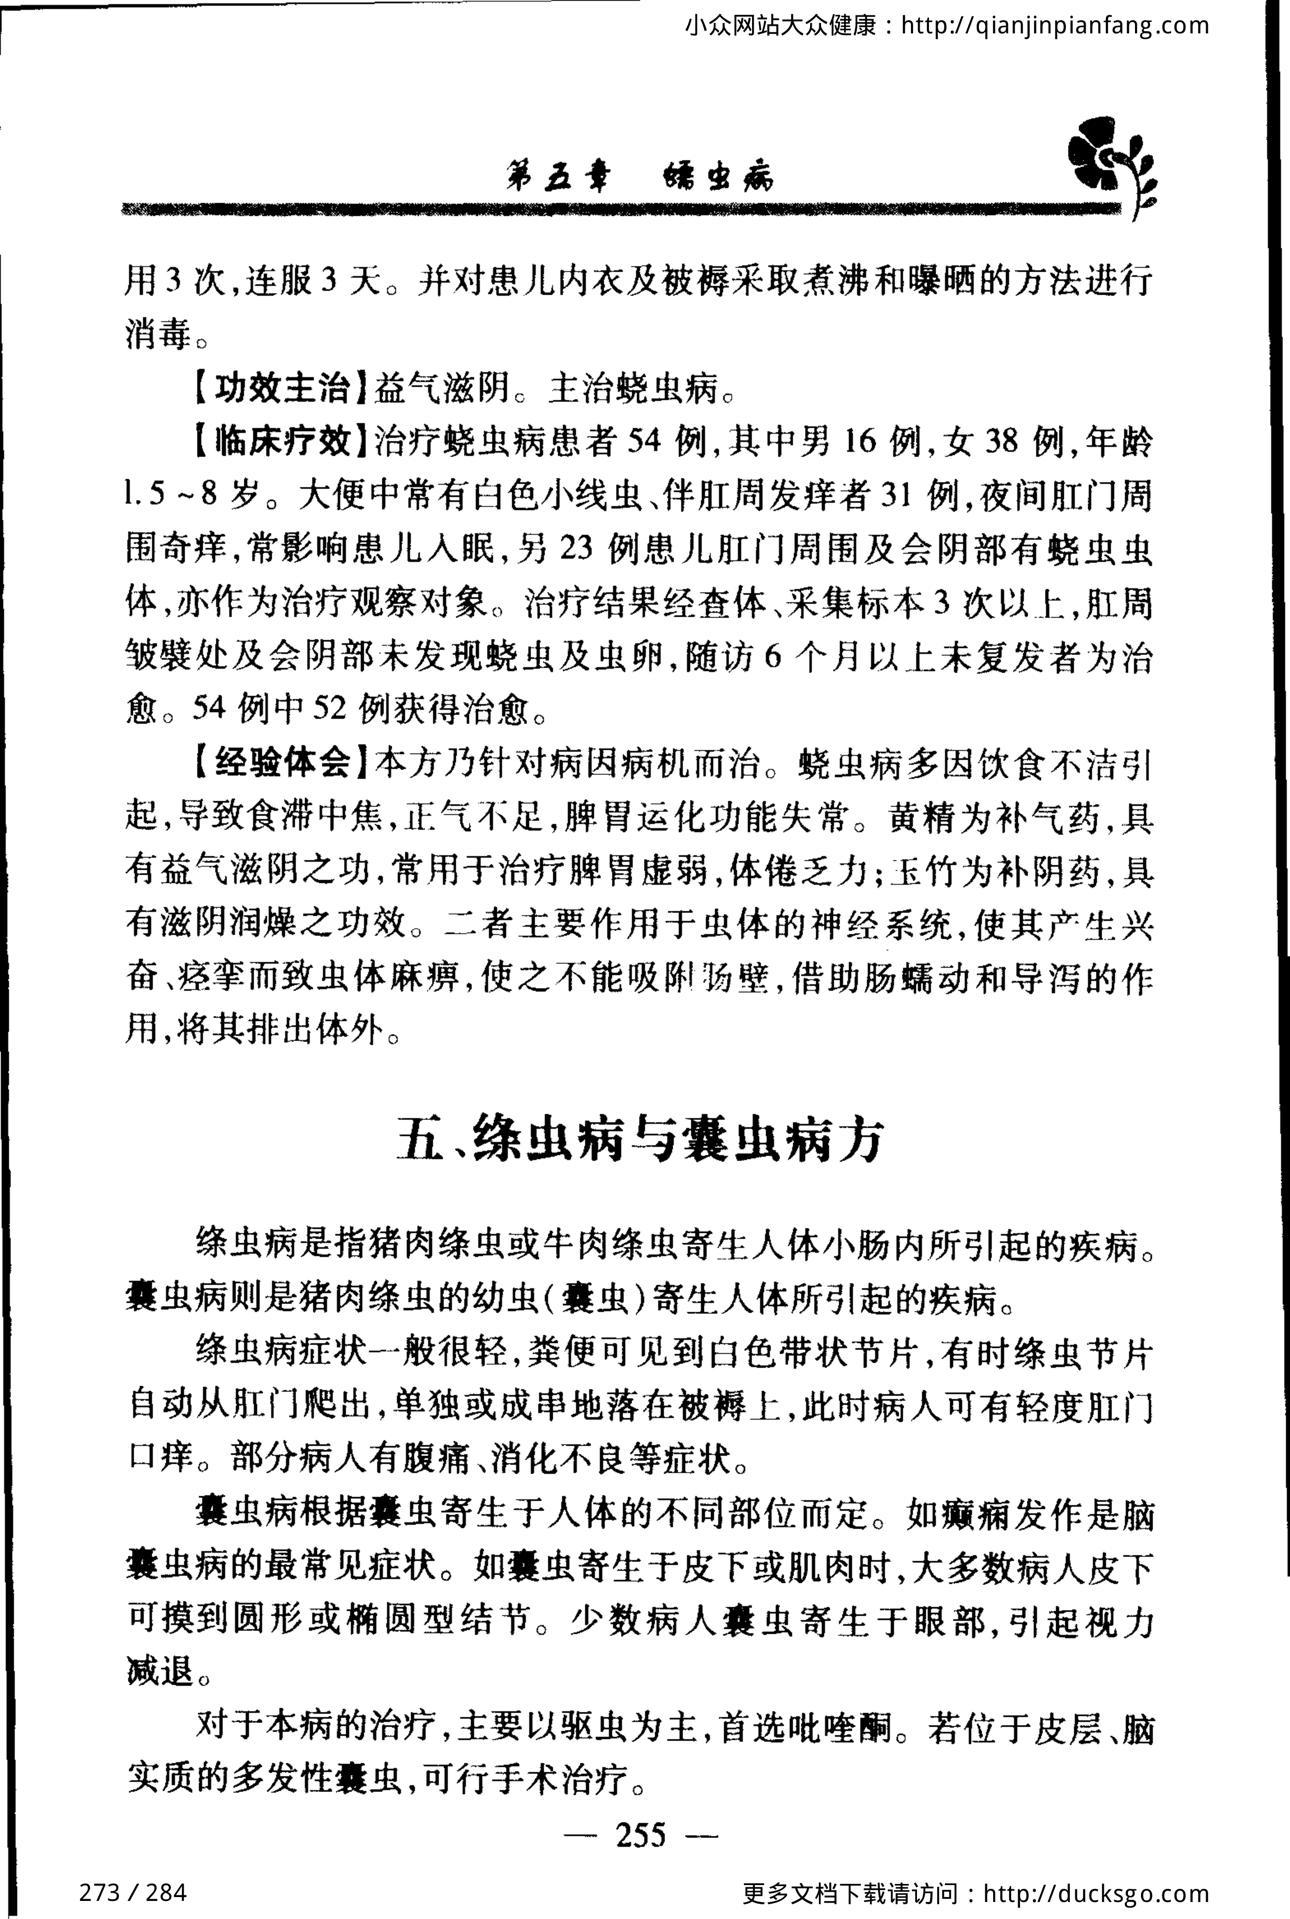 小众网站大众健康：http://qianjinpianfang.com
第五章 蠕虫病
用3次,连服3天。并对患儿内衣及被褥采取煮沸和曝晒的方法进行
消毒。
【功效主治】益气滋阴。主治蛲虫病。
【临床疗效】治疗蛲虫病患者54例,其中男16例,女38例,年龄
1.5~8岁。大便中常有白色小线虫、伴肛周发痒者31例,夜间肛门周
围奇痒,常影响患儿入眠,另23例患儿肛门周围及会阴部有蛲虫虫
体,亦作为治疗观察对象。治疗结果经查体、采集标本3次以上,肛周
皱襞处及会阴部未发现蛲虫及虫卵,随访6个月以上未复发者为治
愈。54例中52例获得治愈。
【经验体会】本方乃针对病因病机而治。蛲虫病多因饮食不洁引
起,导致食滞中焦,正气不足,脾胃运化功能失常。黄精为补气药,具
有益气滋阴之功,常用于治疗脾胃虚弱,体倦乏力;玉竹为补阴药,具
有滋阴润燥之功效。二者主要作用于虫体的神经系统,使其产生兴
奋、痉挛而致虫体麻痹,使之不能吸附肠壁,借助肠蠕动和导泻的作
用,将其排出体外。
五、绦虫病与囊虫病方
绦虫病是指猪肉绦虫或牛肉绦虫寄生人体小肠内所引起的疾病。
囊虫病则是猪肉绦虫的幼虫(囊虫)寄生人体所引起的疾病。
绦虫病症状一般很轻,粪便可见到白色带状节片,有时绦虫节片
自动从肛门爬出,单独或成串地落在被褥上,此时病人可有轻度肛门
口痒。部分病人有腹痛、消化不良等症状。
囊虫病根据囊虫寄生于人体的不同部位而定。如癫痫发作是脑
囊虫病的最常见症状。如囊虫寄生于皮下或肌肉时,大多数病人皮下
可摸到圆形或椭圆型结节。少数病人囊虫寄生于眼部,引起视力
减退。
对于本病的治疗,主要以驱虫为主,首选吡喹酮。若位于皮层、脑
实质的多发性囊虫,可行手术治疗。
— 255 —
273 / 284
更多文档下载请访问：http://ducksgo.com